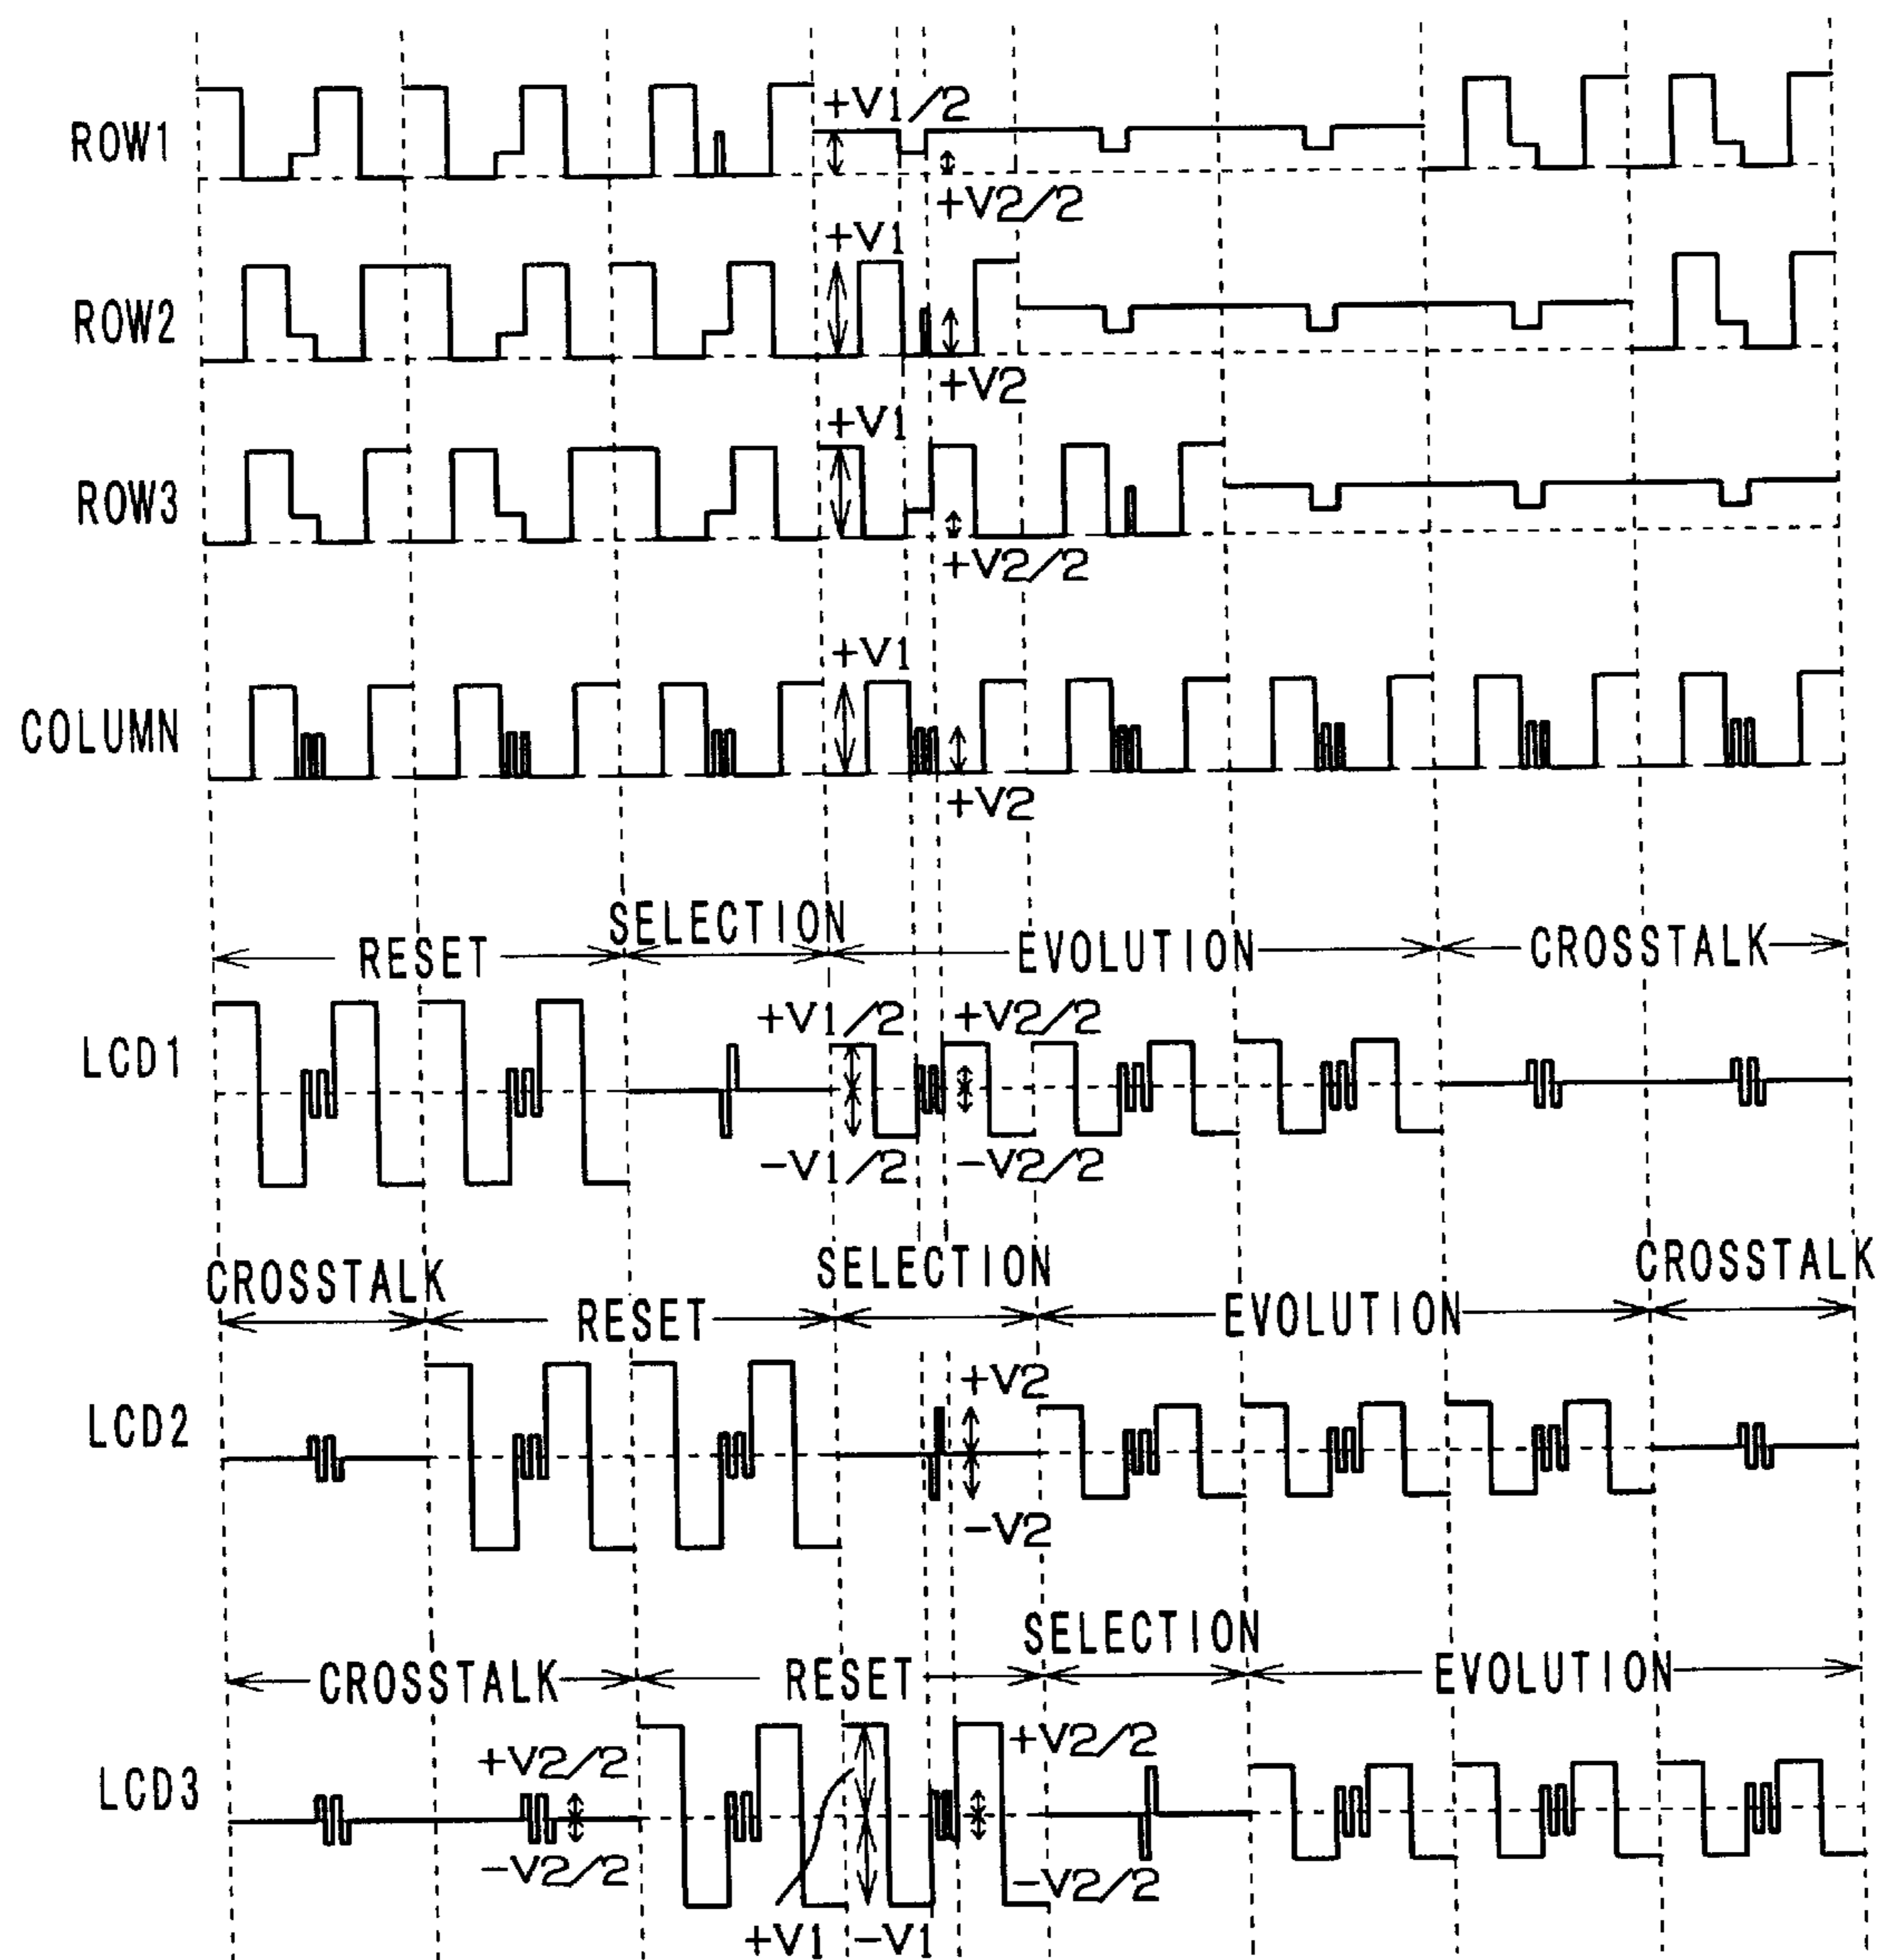 ROW1
+V1/2
+V2/2
ROW2
+V1
+V2
ROW3
+V1
+V2/2
COLUMN
+V1
+V2
RESET
SELECTION
EVOLUTION
CROSSTALK
LCD1
+V1/2
+V2/2
-V1/2
-V2/2
CROSSTALK
RESET
SELECTION
EVOLUTION
CROSSTALK
LCD2
+V2
-V2
CROSSTALK
RESET
SELECTION
EVOLUTION
LCD3
+V2/2
-V2/2
+V2/2
-V2/2
+V1
-V1